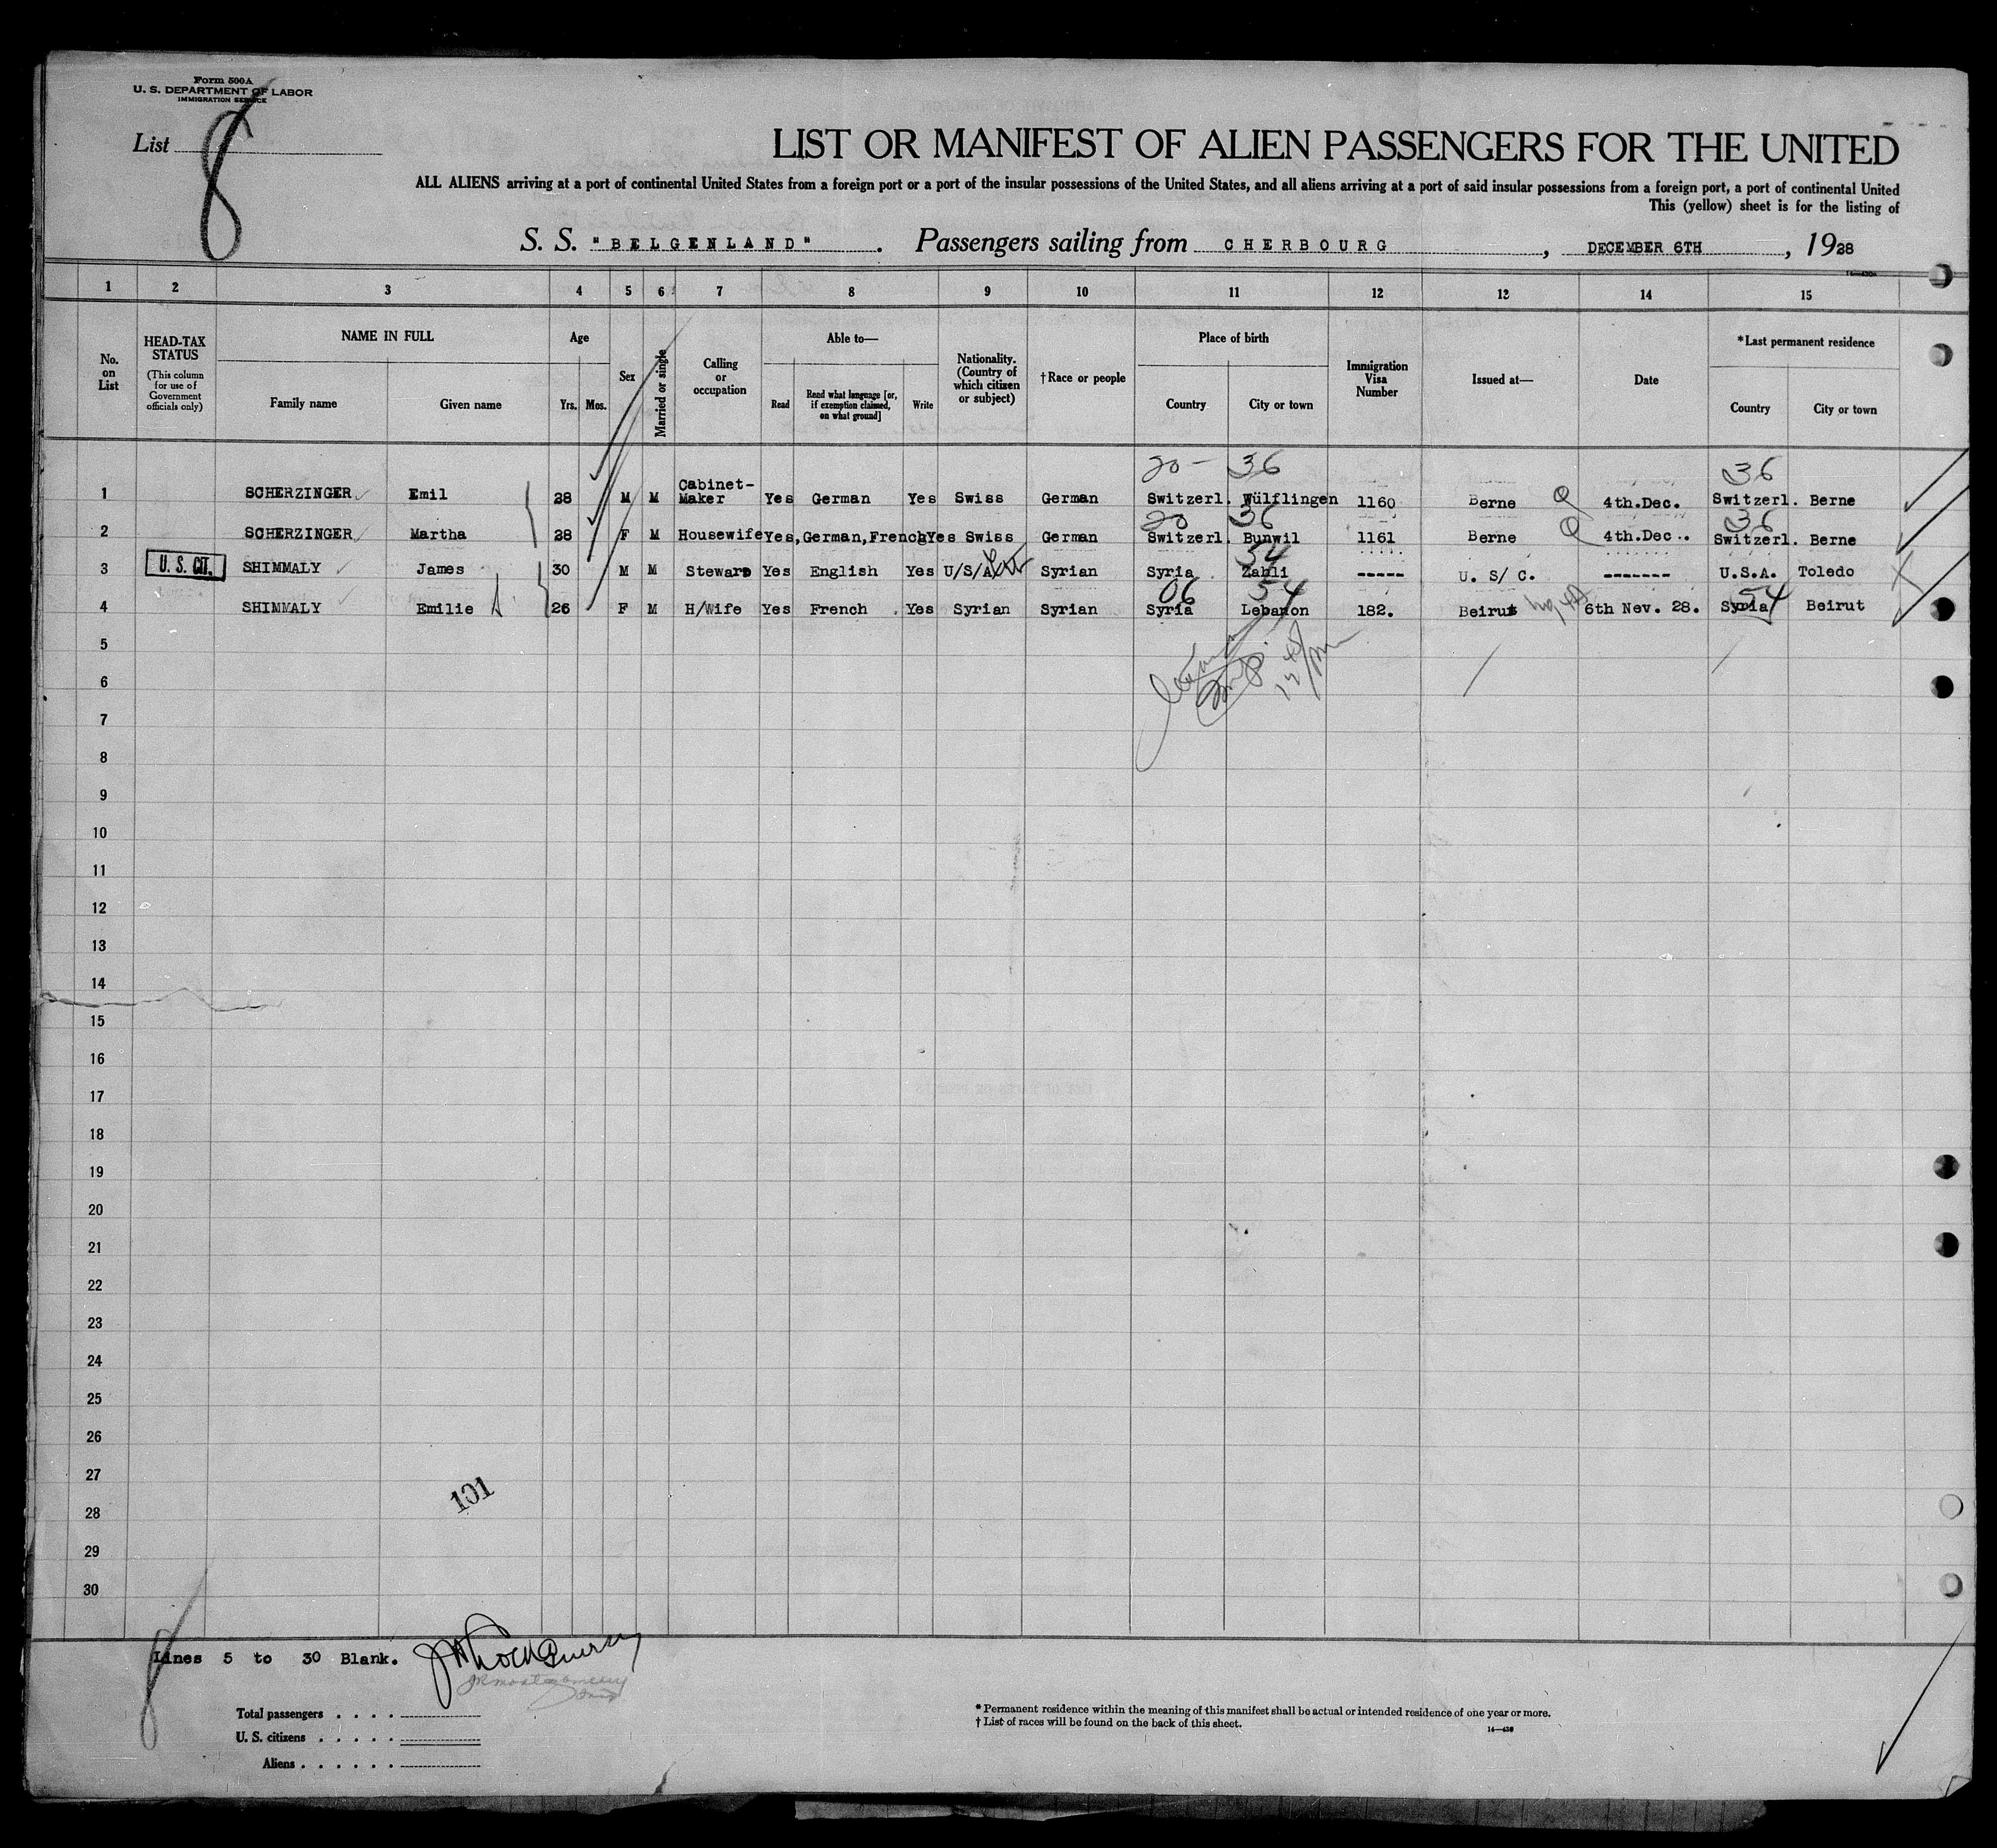 Form 500A
U. S. DEPARTMENT OF LABOR
IMMIGRATION SERVICE
List 8
LIST OR MANIFEST OF ALIEN PASSENGERS FOR THE UNITED
ALL ALIENS arriving at a port of continental United States from a foreign port or a port of the insular possessions of the United States, and all aliens arriving at a port of said insular possessions from a foreign port, a port of continental United
This (yellow) sheet is for the listing of
S. S. "BELGENLAND". Passengers sailing from CHERBOURG, DECEMBER 6TH, 1928
1 2 3 4 5 6 7 8 9 10 11 12 13 14 15
No. on List
HEAD-TAX STATUS (This column for use of Government officials only)
NAME IN FULL
Family name Given name
Age
Yrs. Mos.
Sex
Married or single
Calling or occupation
Able to—
Read Read what language [or, if exemption claimed, on what ground] Write
Nationality. (Country of which citizen or subject)
†Race or people
Place of birth
Country City or town
Immigration Visa Number
Issued at—
Date
*Last permanent residence
Country City or town
20 - 36 36
1 SCHERZINGER Emil 28 M M Cabinet-Maker Yes German Yes Swiss German Switzerl. Wülflingen 1160 Berne Q 4th.Dec. Switzerl. Berne
20 36 36
2 SCHERZINGER Martha 28 F M Housewife Yes, German, French Yes Swiss German Switzerl. Bunwil 1161 Berne Q 4th.Dec.. Switzerl. Berne
54
3 U. S. CIT. SHIMMALY James 30 M M Steward Yes English Yes U/S/A Syrian Syria Zahli ----- U. S/ C. ------- U.S.A. Toledo
06 54 54
4 SHIMMALY Emilie 26 F M H/Wife Yes French Yes Syrian Syrian Syria Lebanon 182. Beirut 6th Nov. 28. Syria Beirut
5
6
7
8
9
10
11
12
13
14
15
16
17
18
19
20
21
22
23
24
25
26
27
101
28
29
30
8
Lines 5 to 30 Blank.
Total passengers . . . .
U. S. citizens . . . . .
Aliens . . . . . .
* Permanent residence within the meaning of this manifest shall be actual or intended residence of one year or more.
† List of races will be found on the back of this sheet.